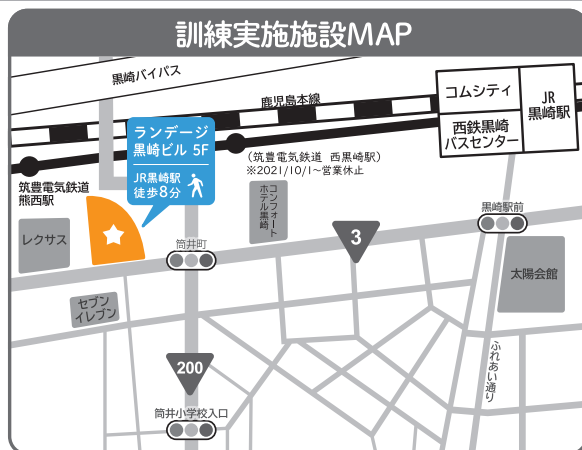 訓練実施施設MAP
黒崎バイパス
鹿児島本線
コムシティ
JR
黒崎駅
西鉄黒崎
バスセンター
ランデージ
黒崎ビル 5F
JR黒崎駅
徒歩8分
（筑豊電気鉄道 西黒崎駅）
※2021/10/1～営業休止
筑豊電気鉄道
熊西駅
レクサス
コンフォート
ホテル黒崎
筒井町
3
黒崎駅前
太陽会館
セブン
イレブン
ふれあい通り
200
筒井小学校入口